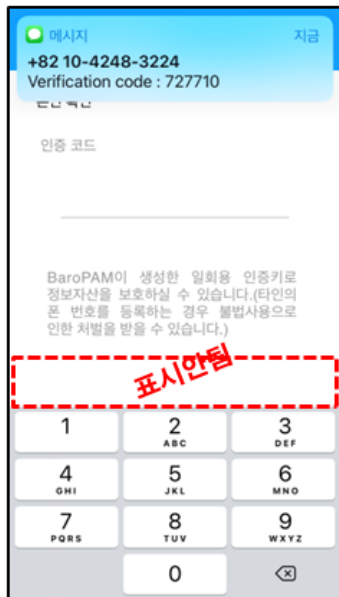 메시지
지금
+82 10-4248-3224
Verification code : 727710
본인 확인
인증 코드
BaroPAM이 생성한 일회용 인증키로
정보자산을 보호하실 수 있습니다.(타인의
폰 번호를 등록하는 경우 불법사용으로
인한 처벌을 받을 수 있습니다.)
표시안됨
1
2
ABC
3
DEF
4
GHI
5
JKL
6
MNO
7
PQRS
8
TUV
9
WXYZ
0